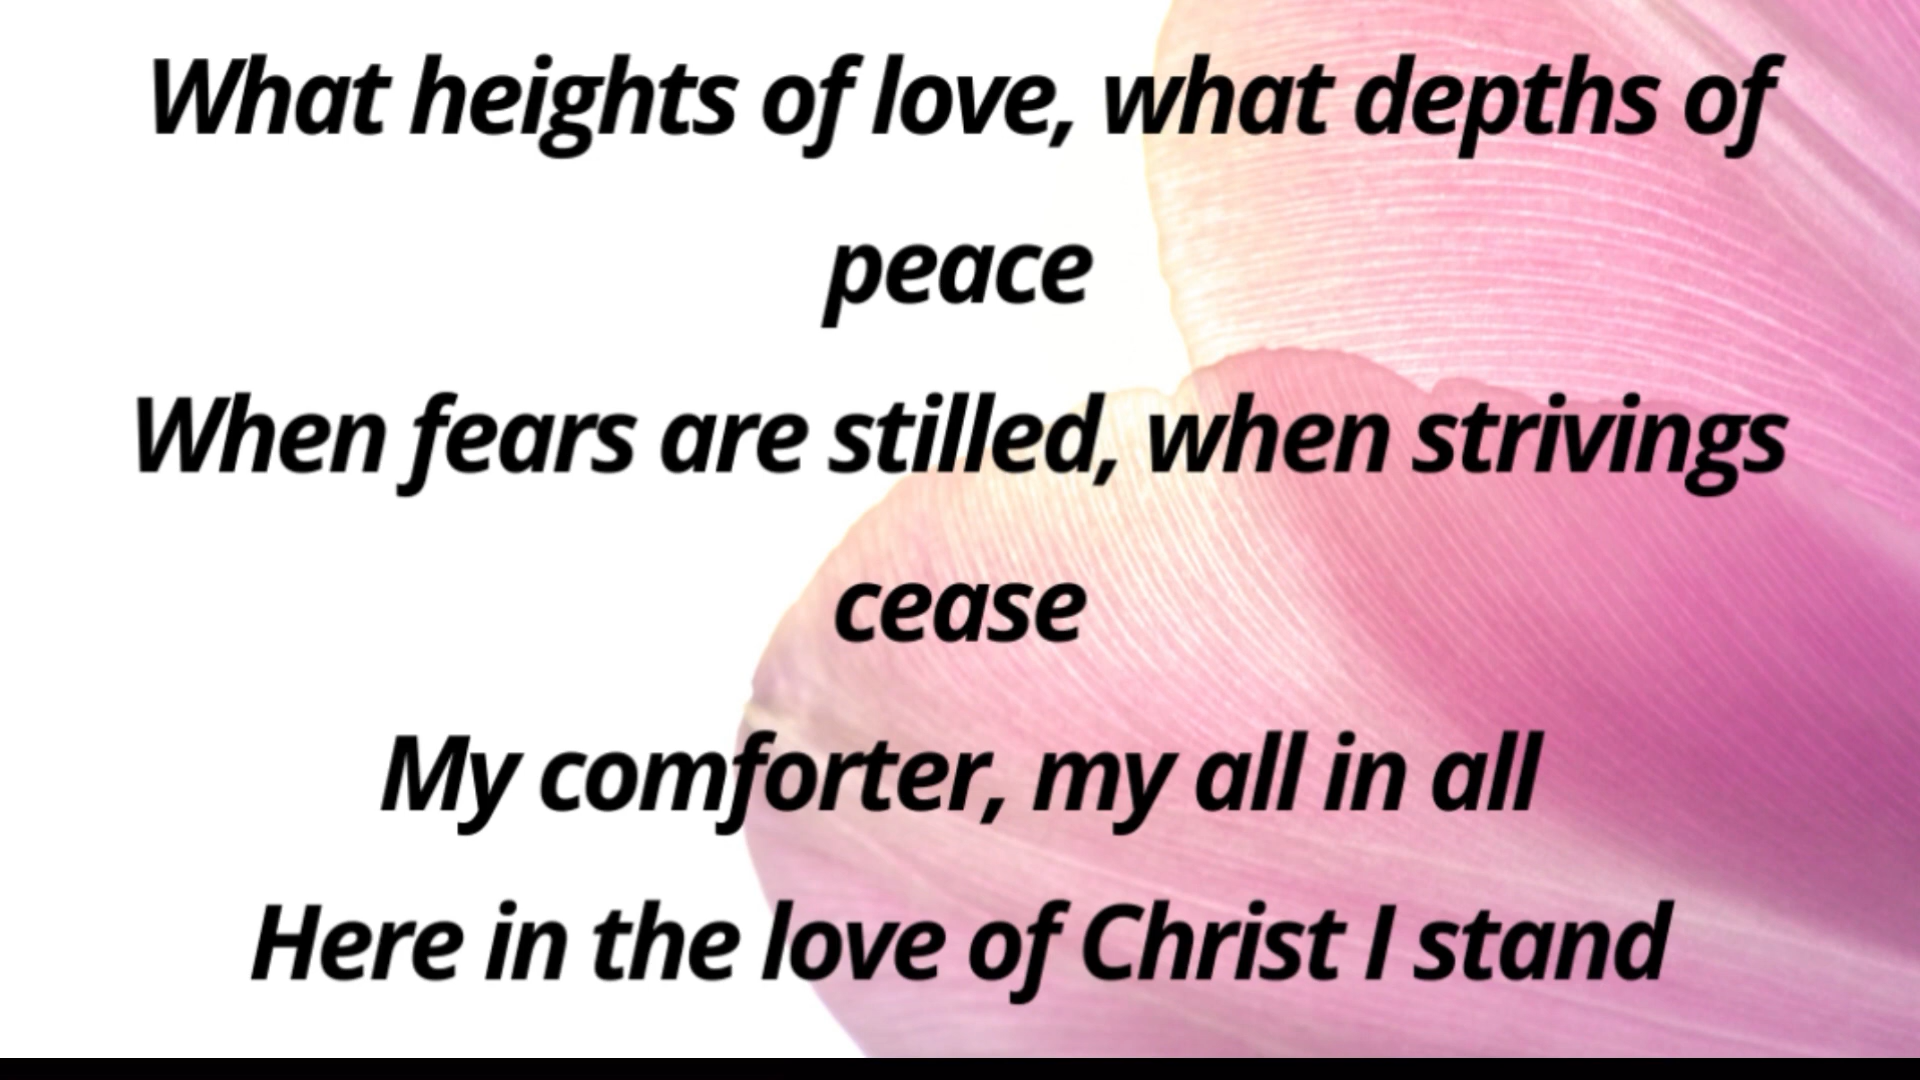 What heights of love, what depths of
peace
When fears are stilled, when strivings
cease
My comforter, my all in all
Here in the love of Christ I stand